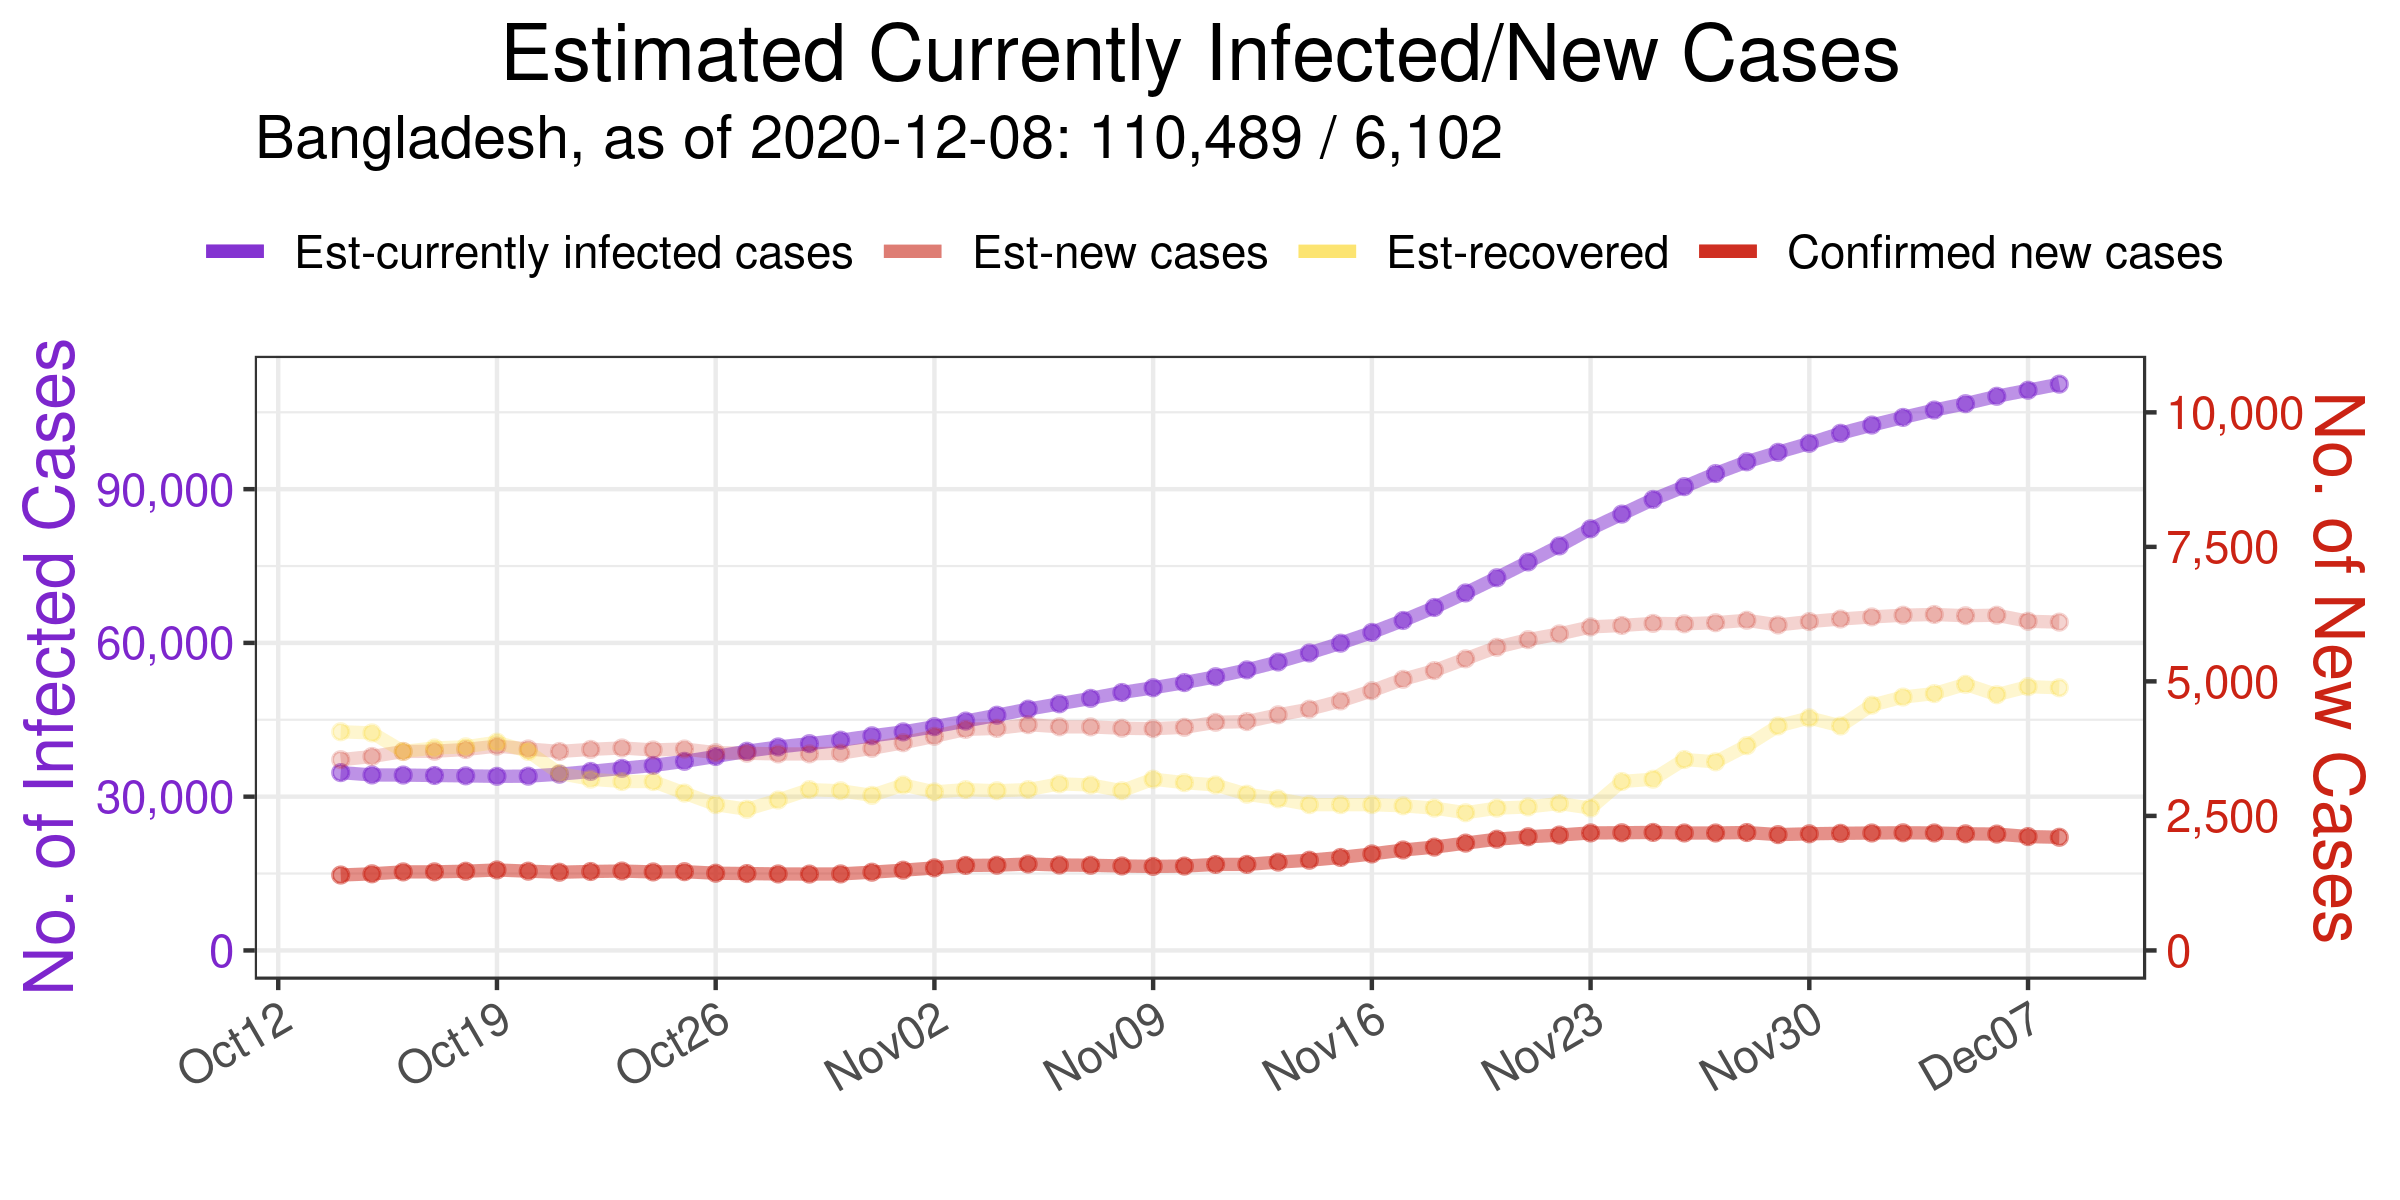 Estimated Currently Infected/New Cases
Bangladesh, as of 2020-12-08: 110,489 / 6,102
Est-currently infected cases Est-new cases Est-recovered Confirmed new cases
No. of Infected Cases
90,000
60,000
30,000
0
10,000
7,500
5,000
2,500
0
No. of New Cases
Oct12 Oct19 Oct26 Nov02 Nov09 Nov16 Nov23 Nov30 Dec07